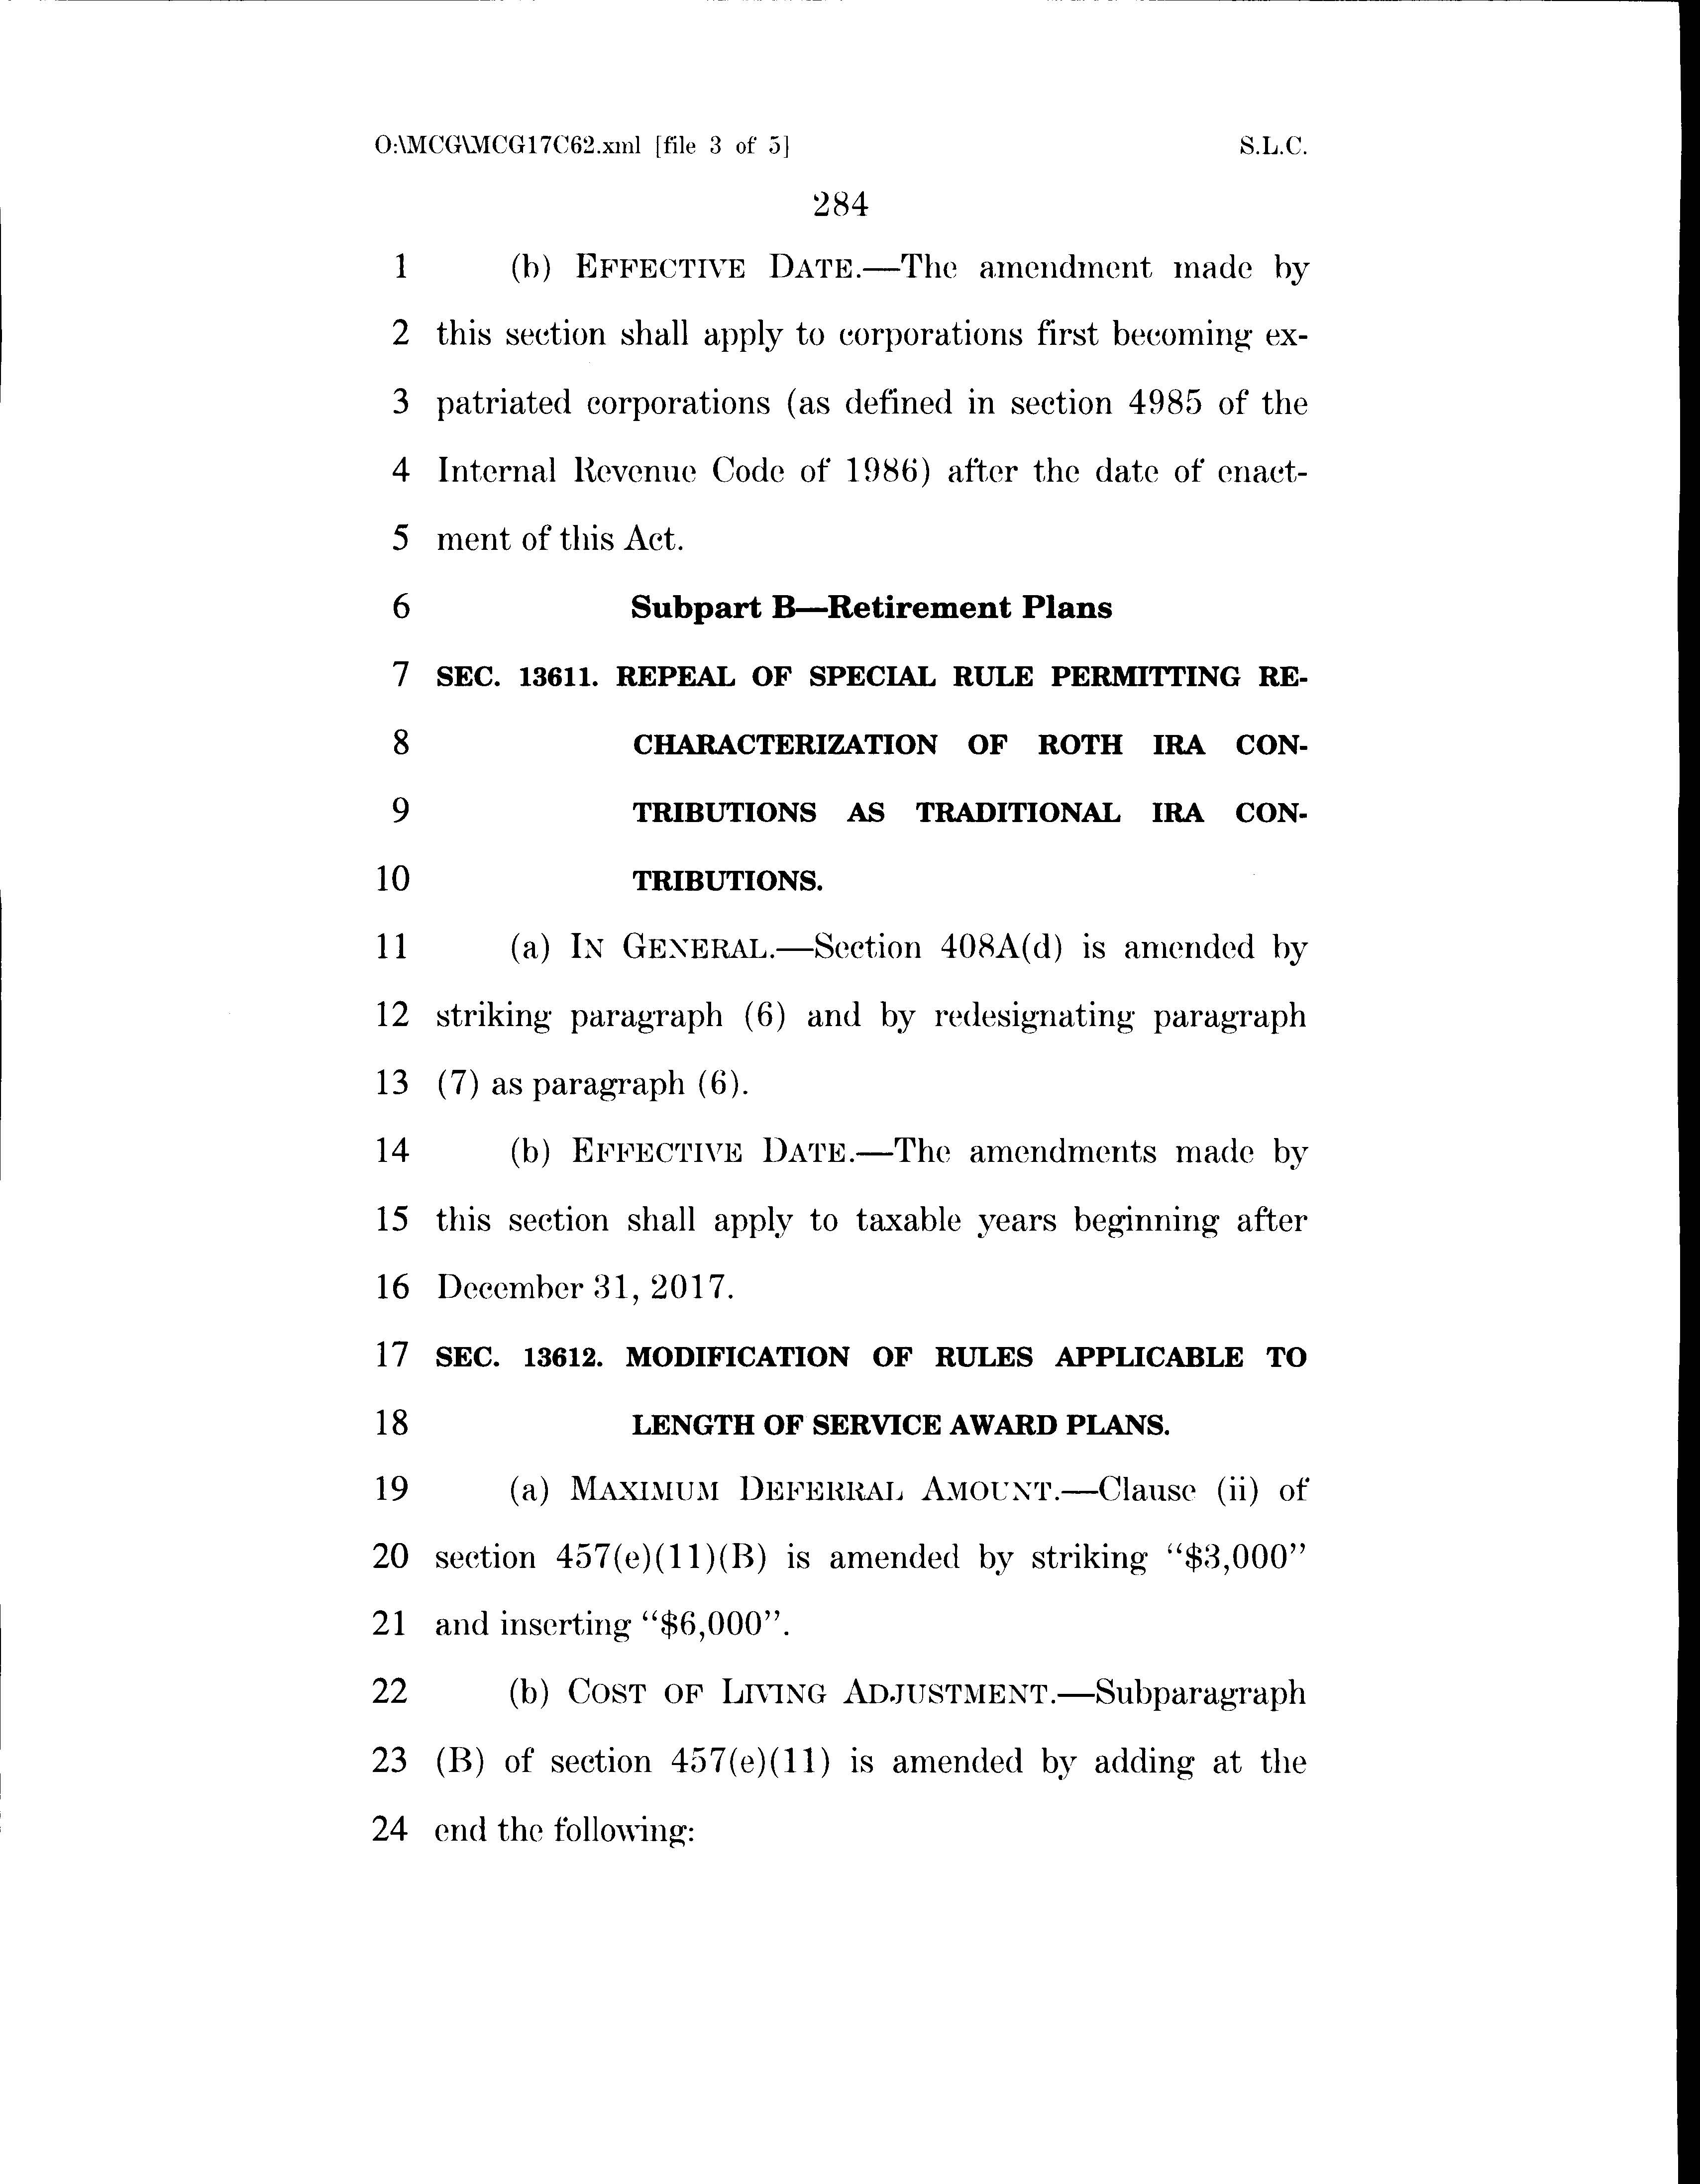 O:\MCG\MCG17C62.xml [file 3 of 5] S.L.C.
284
1 (b) EFFECTIVE DATE.—The amendment made by
2 this section shall apply to corporations first becoming ex-
3 patriated corporations (as defined in section 4985 of the
4 Internal Revenue Code of 1986) after the date of enact-
5 ment of this Act.
6 Subpart B—Retirement Plans
7 SEC. 13611. REPEAL OF SPECIAL RULE PERMITTING RE-
8 CHARACTERIZATION OF ROTH IRA CON-
9 TRIBUTIONS AS TRADITIONAL IRA CON-
10 TRIBUTIONS.
11 (a) IN GENERAL.—Section 408A(d) is amended by
12 striking paragraph (6) and by redesignating paragraph
13 (7) as paragraph (6).
14 (b) EFFECTIVE DATE.—The amendments made by
15 this section shall apply to taxable years beginning after
16 December 31, 2017.
17 SEC. 13612. MODIFICATION OF RULES APPLICABLE TO
18 LENGTH OF SERVICE AWARD PLANS.
19 (a) MAXIMUM DEFERRAL AMOUNT.—Clause (ii) of
20 section 457(e)(11)(B) is amended by striking “$3,000”
21 and inserting “$6,000”.
22 (b) COST OF LIVING ADJUSTMENT.—Subparagraph
23 (B) of section 457(e)(11) is amended by adding at the
24 end the following: